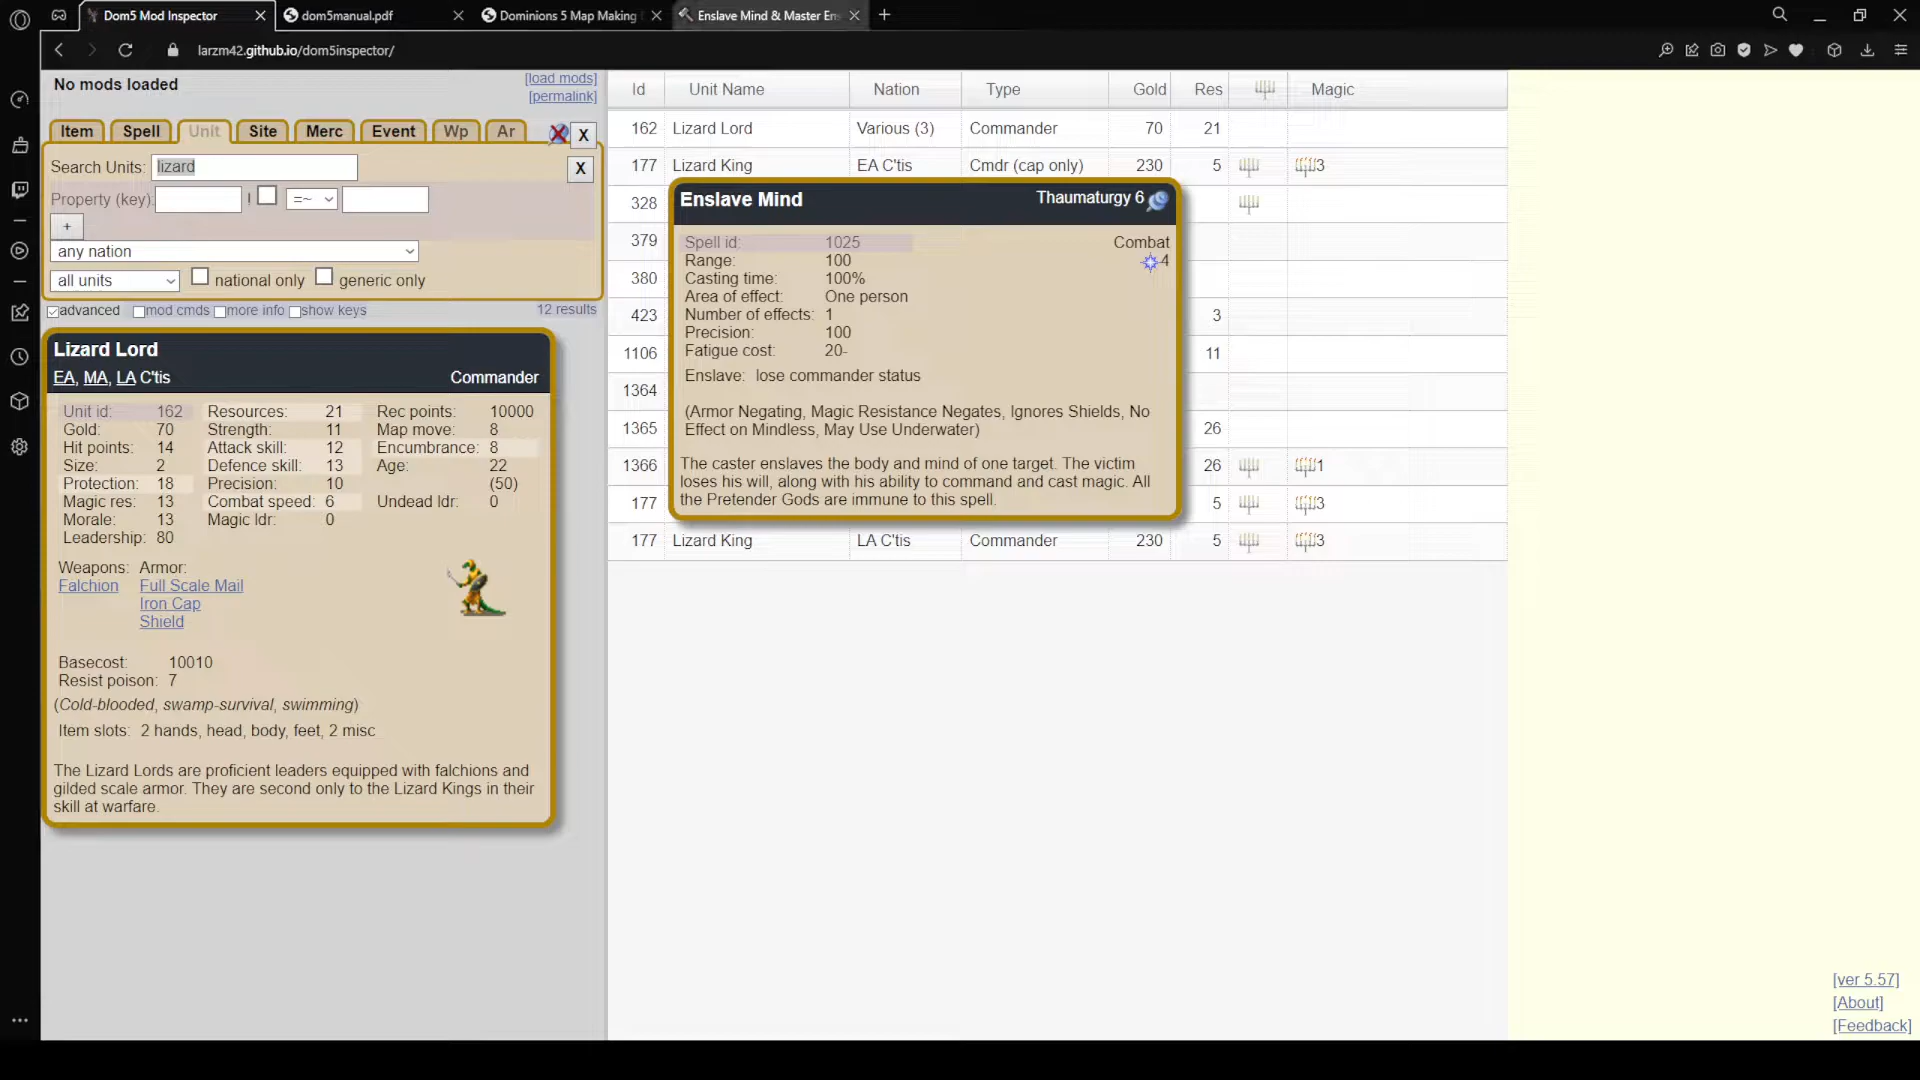 Dom5 Mod Inspector
dom5manual.pdf
Dominions 5 Map Making
Enslave Mind & Master En
larzm42.github.io/dom5inspector/
No mods loaded
[load mods]
[permalink]
Item Spell Unit Site Merc Event Wp Ar X
Search Units: lizard X
Property (key): ! =~
+
any nation
all units national only generic only
advanced mod cmds more info show keys 12 results
Lizard Lord
EA, MA, LA C'tis Commander
Unit id: 162 Resources: 21 Rec points: 10000
Gold: 70 Strength: 11 Map move: 8
Hit points: 14 Attack skill: 12 Encumbrance: 8
Size: 2 Defence skill: 13 Age: 22
Protection: 18 Precision: 10 (50)
Magic res: 13 Combat speed: 6 Undead ldr: 0
Morale: 13 Magic ldr: 0
Leadership: 80
Weapons: Armor:
Falchion Full Scale Mail
Iron Cap
Shield
Basecost: 10010
Resist poison: 7
(Cold-blooded, swamp-survival, swimming)
Item slots: 2 hands, head, body, feet, 2 misc
The Lizard Lords are proficient leaders equipped with falchions and
gilded scale armor. They are second only to the Lizard Kings in their
skill at warfare.
Id Unit Name Nation Type Gold Res Magic
162 Lizard Lord Various (3) Commander 70 21
177 Lizard King EA C'tis Cmdr (cap only) 230 5 3
328
379
380
423 3
1106 11
1364
1365 26
1366 26 1
177 5 3
177 Lizard King LA C'tis Commander 230 5 3
Enslave Mind Thaumaturgy 6
Spell id: 1025 Combat
Range: 100 4
Casting time: 100%
Area of effect: One person
Number of effects: 1
Precision: 100
Fatigue cost: 20-
Enslave: lose commander status
(Armor Negating, Magic Resistance Negates, Ignores Shields, No
Effect on Mindless, May Use Underwater)
The caster enslaves the body and mind of one target. The victim
loses his will, along with his ability to command and cast magic. All
the Pretender Gods are immune to this spell.
[ver 5.57]
[About]
[Feedback]